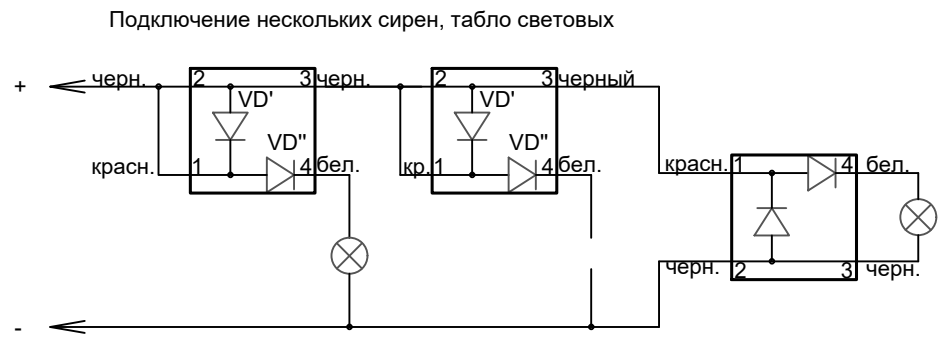 Подключение нескольких сирен, табло световых
+ черн. 2 3 черн. 2 3 черный
VD' VD'
VD" VD"
красн. 1 4 бел. кр. 1 4 бел. красн. 1 4 бел.
черн. 2 3 черн.
-